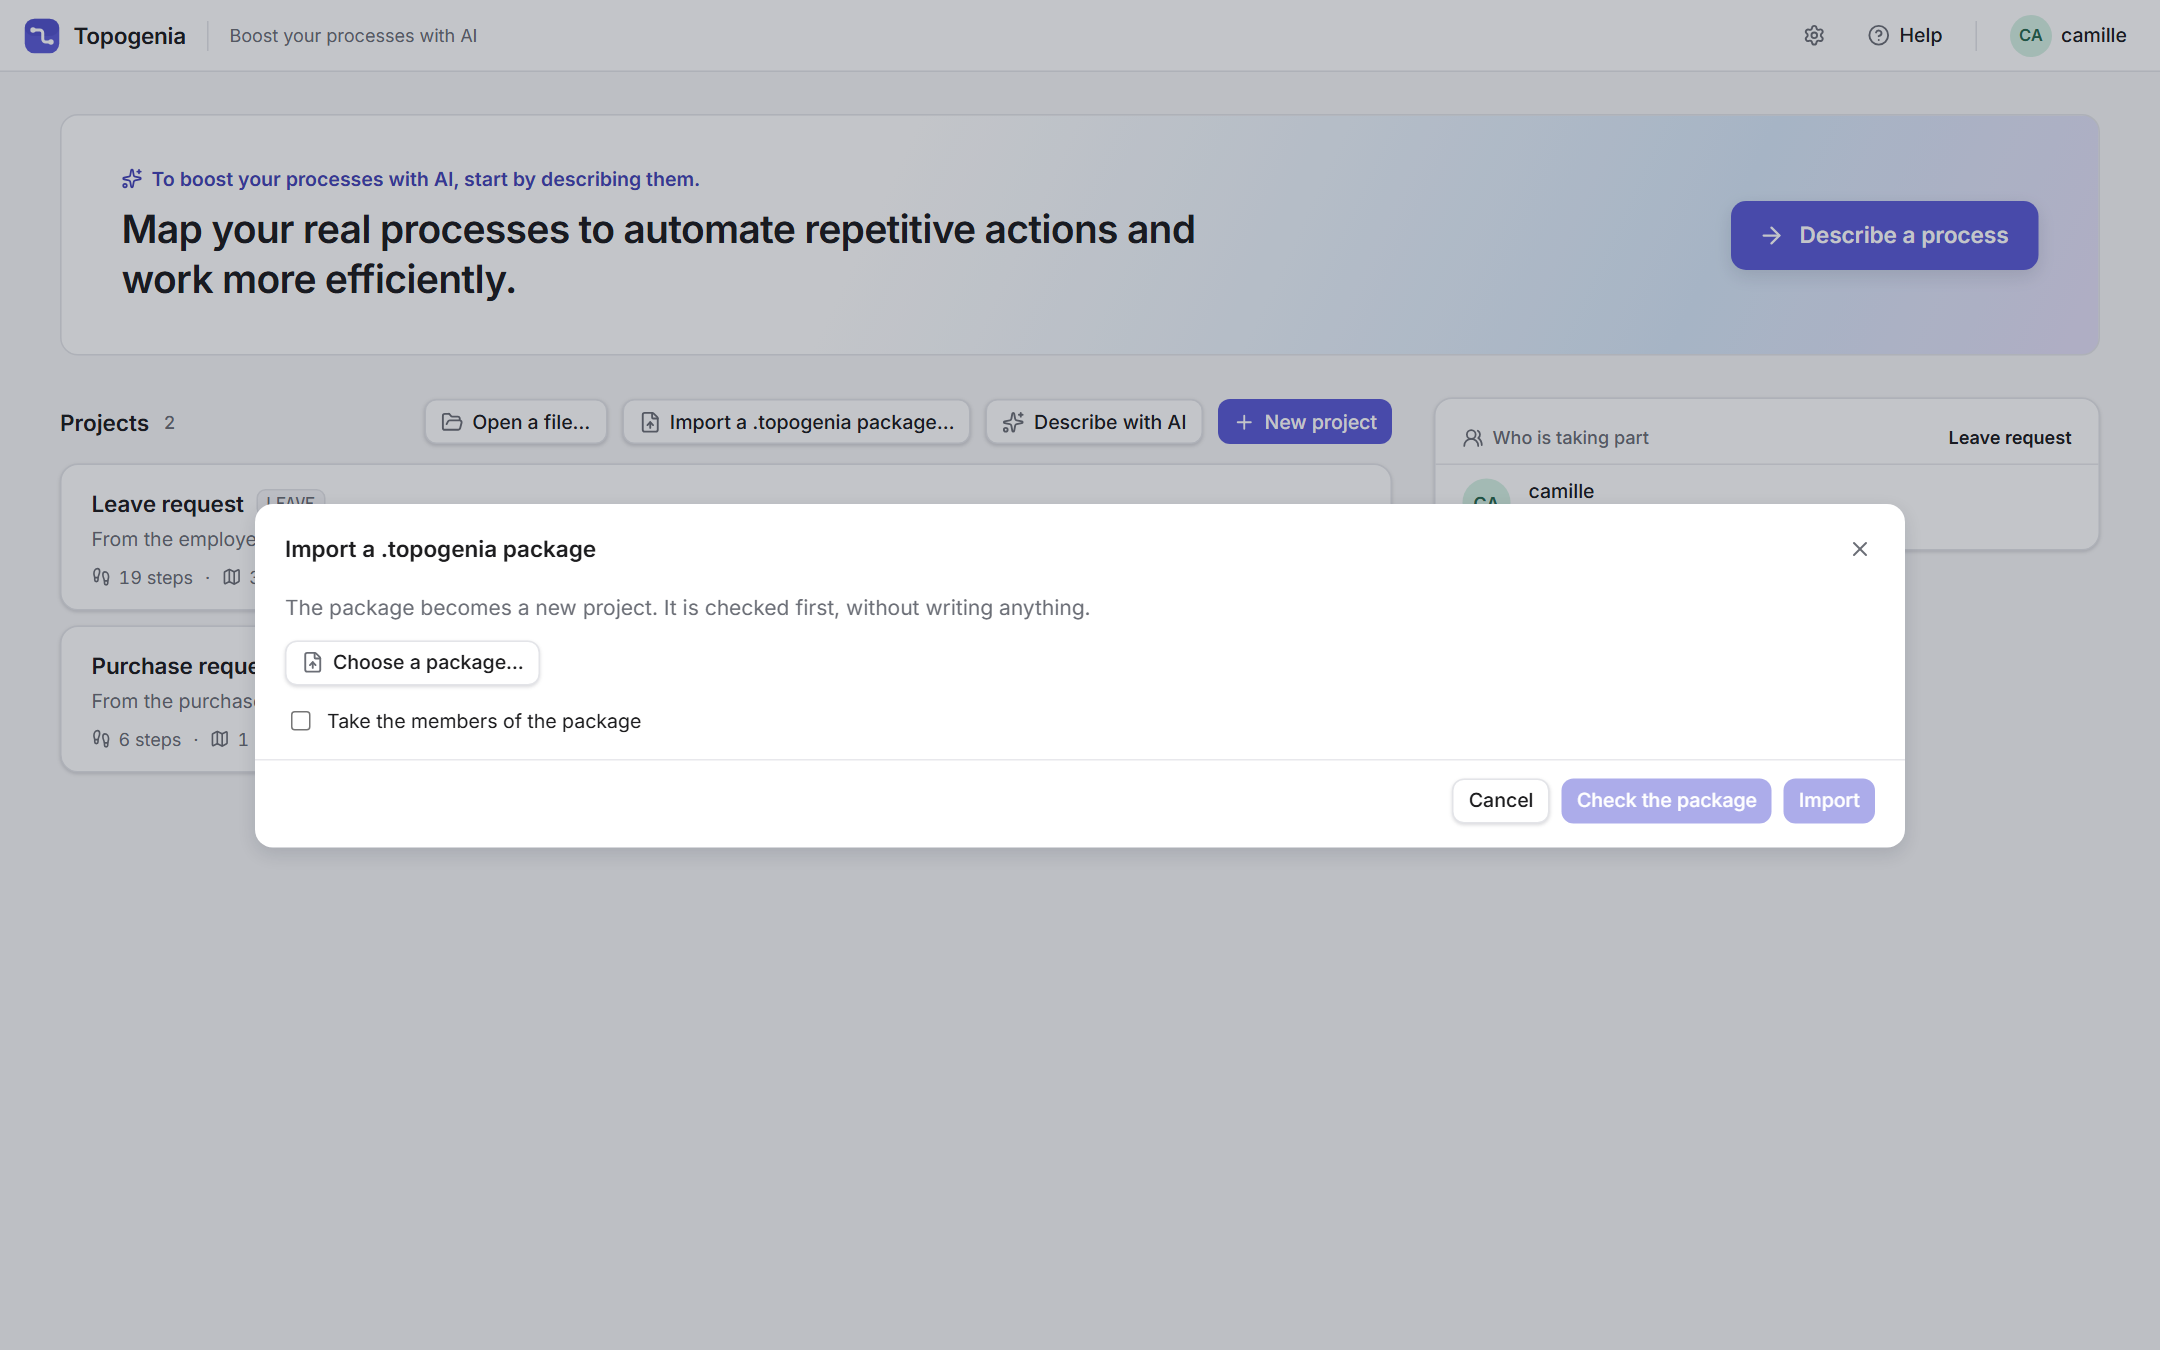 Topogenia
Boost your processes with AI
Help
CA
camille
To boost your processes with AI, start by describing them.
Map your real processes to automate repetitive actions and
work more efficiently.
Describe a process
Projects 2
Open a file...
Import a .topogenia package...
Describe with AI
New project
Who is taking part
Leave request
Leave request
LEAVE
CA
camille
From the
19 steps ·
Import a .topogenia package
The package becomes a new project. It is checked first, without writing anything.
Choose a package...
Take the members of the package
Cancel
Check the package
Import
Purchase
From the
6 steps · 1